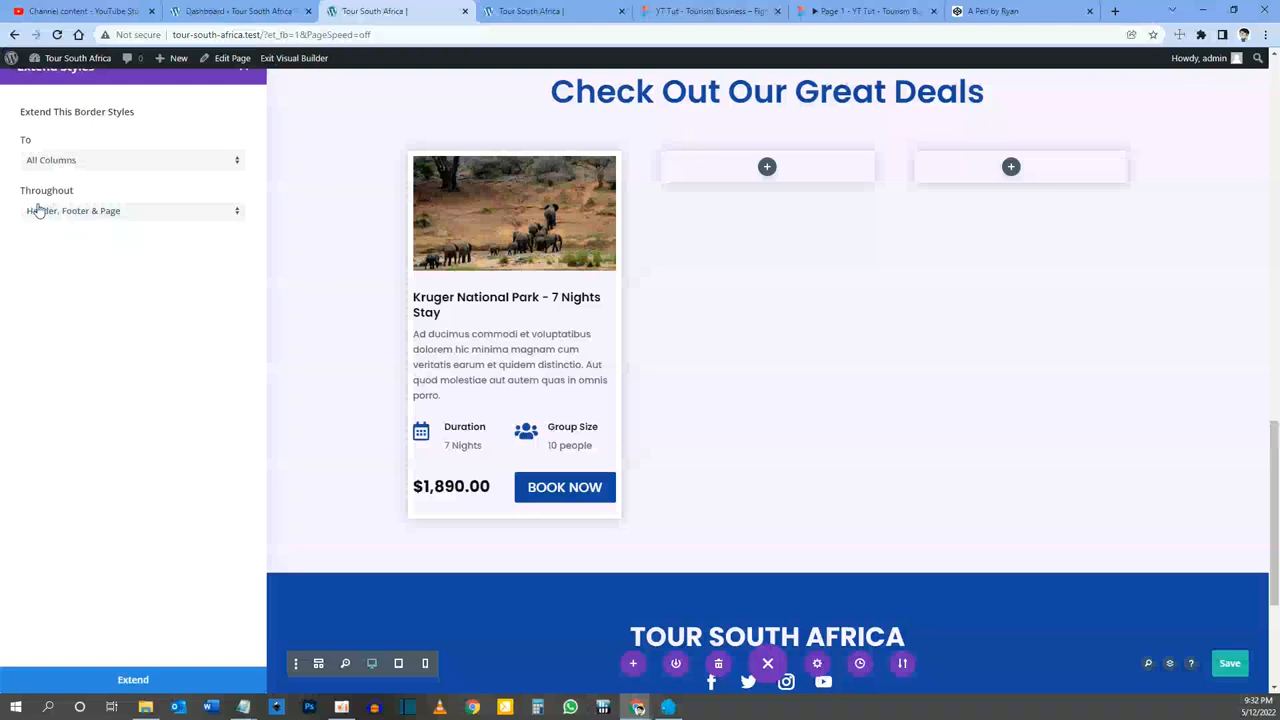 Dashboard < Tour South Africa
Tour South Africa |
Tour South Africa |
YT Tut - Tourism Business – Figm
Page 1 - YT Tut - Tourism Bus
A Pen by Ryan
Not secure
tour-south-africa.test/?et_fb=1&PageSpeed=off
Tour South Africa
0
New
Edit Page
Exit Visual Builder
Howdy, admin
Extend Styles
Extend This Border Styles
To
All Columns
Throughout
Header, Footer & Page
Extend
Check Out Our Great Deals
Kruger National Park - 7 Nights
Stay
Ad ducimus commodi et voluptatibus
dolorem hic minima magnam cum
veritatis earum et quidem distinctio. Aut
quod molestiae aut autem quas in omnis
porro.
Duration
7 Nights
Group Size
10 people
$1,890.00
BOOK NOW
TOUR SOUTH AFRICA
Save
9:32 PM
5/12/2022